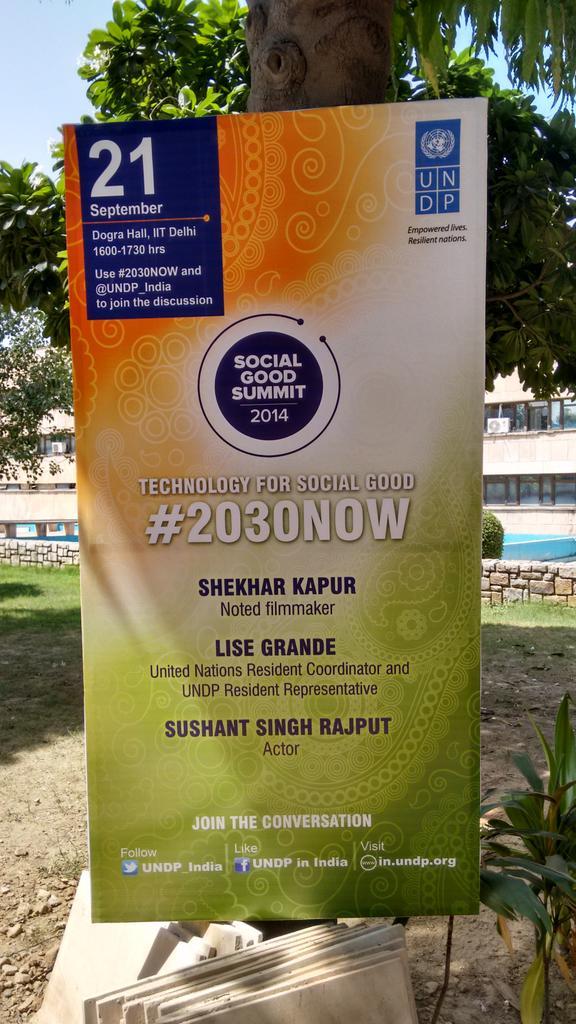 21
September
Dogra Hall, IIT Delhi
1600-1730 hrs
Use #2030NOW and
@UNDP_India
to join the discussion
U N
D P
Empowered lives.
Resilient nations.
SOCIAL
GOOD
SUMMIT
2014
TECHNOLOGY FOR SOCIAL GOOD
#2030NOW
SHEKHAR KAPUR
Noted filmmaker
LISE GRANDE
United Nations Resident Coordinator and
UNDP Resident Representative
SUSHANT SINGH RAJPUT
Actor
JOIN THE CONVERSATION
Follow
UNDP_India
Like
UNDP in India
Visit
www in.undp.org